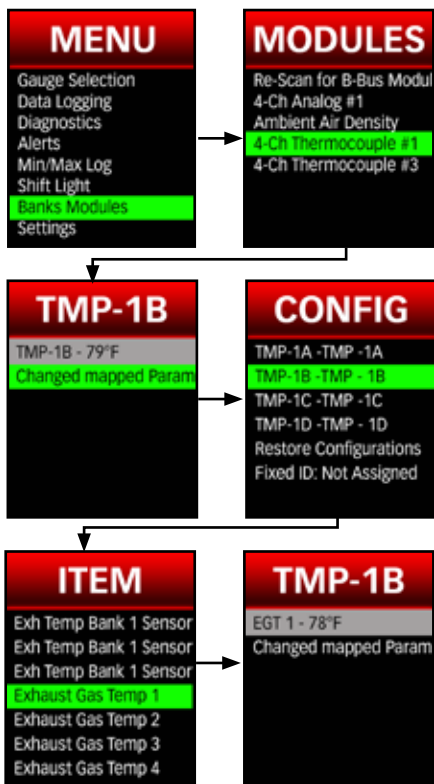 MENU
Gauge Selection
Data Logging
Diagnostics
Alerts
Min/Max Log
Shift Light
Banks Modules
Settings
MODULES
Re-Scan for B-Bus Modul
4-Ch Analog #1
Ambient Air Density
4-Ch Thermocouple #1
4-Ch Thermocouple #3
TMP-1B
TMP-1B - 79°F
Changed mapped Param
CONFIG
TMP-1A -TMP -1A
TMP-1B -TMP - 1B
TMP-1C -TMP -1C
TMP-1D -TMP - 1D
Restore Configurations
Fixed ID: Not Assigned
ITEM
Exh Temp Bank 1 Sensor
Exh Temp Bank 1 Sensor
Exh Temp Bank 1 Sensor
Exhaust Gas Temp 1
Exhaust Gas Temp 2
Exhaust Gas Temp 3
Exhaust Gas Temp 4
TMP-1B
EGT 1 - 78°F
Changed mapped Param